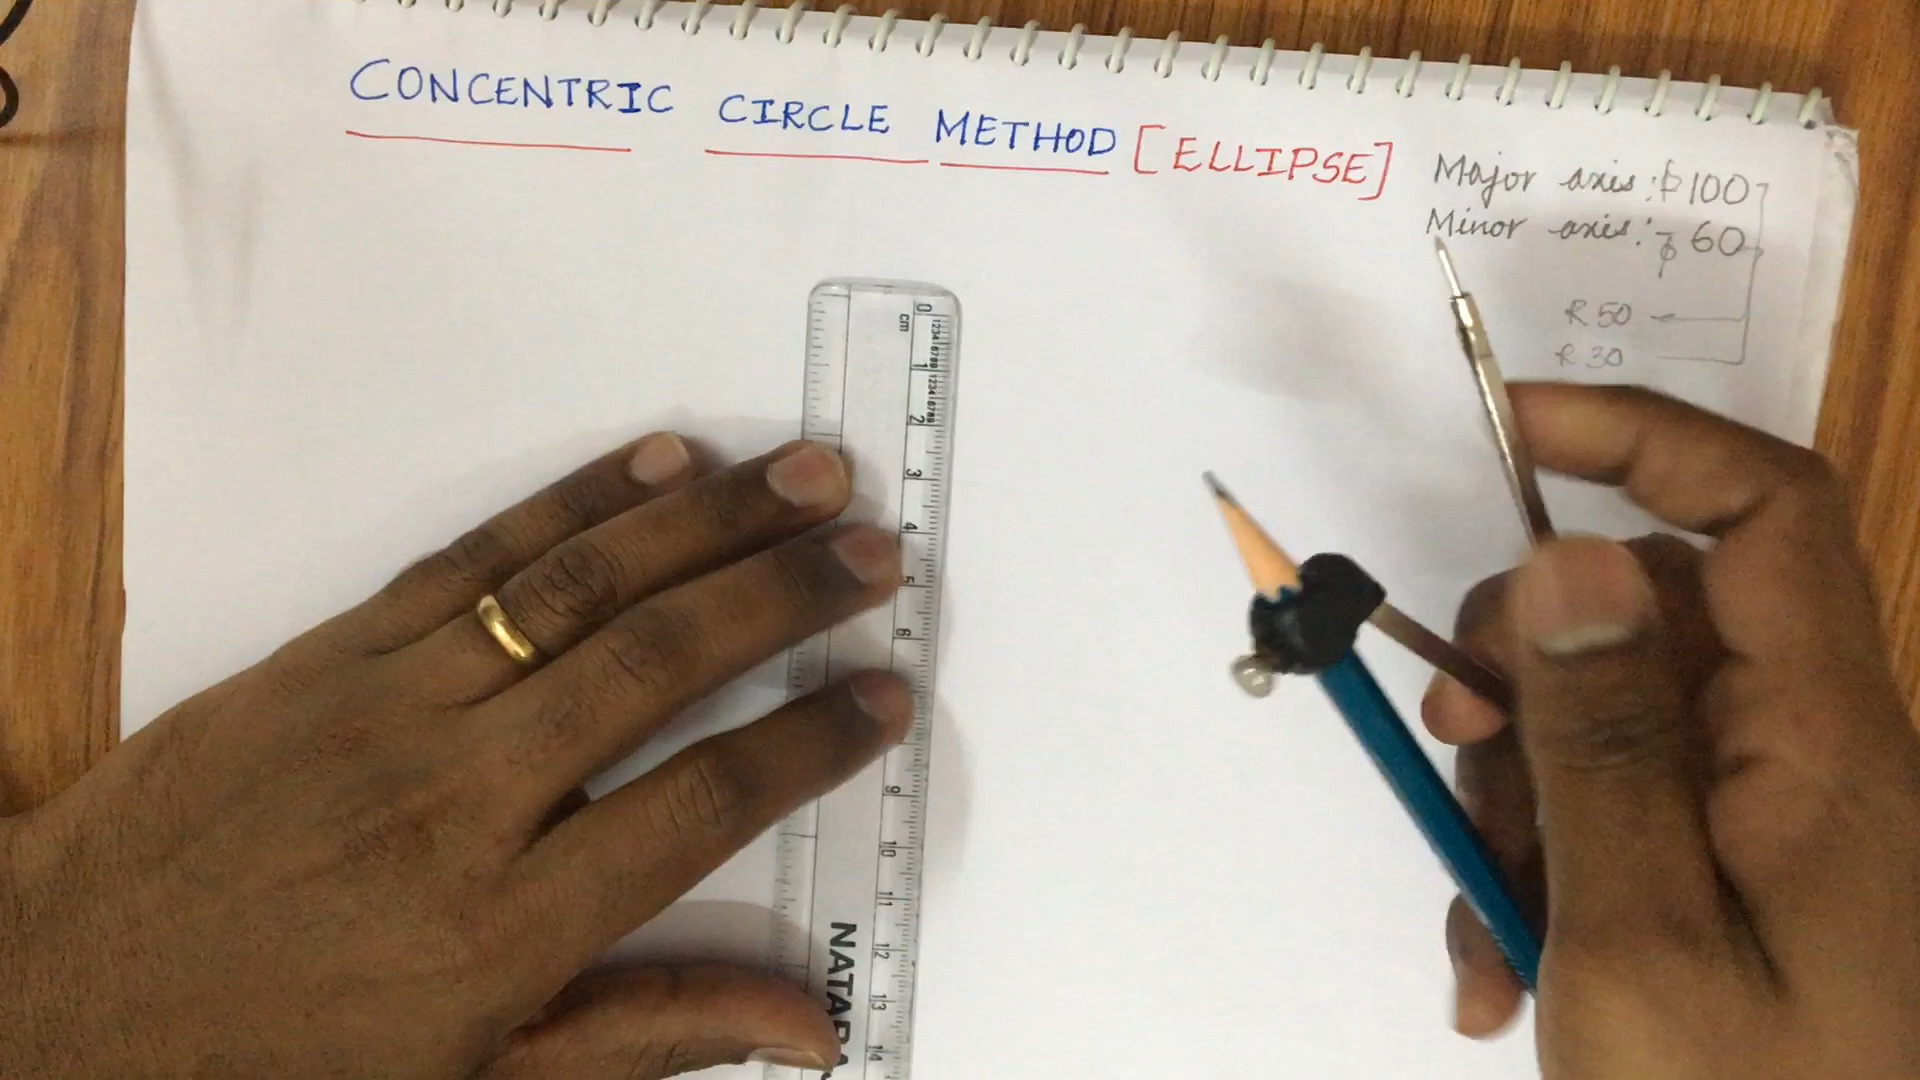 CONCENTRIC CIRCLE METHOD [ELLIPSE]
Major axis: ϕ 100
Minor axis: ϕ 60
R 50
R 30
0
cm
1
2
3
4
5
6
9
10
11
12
13
14